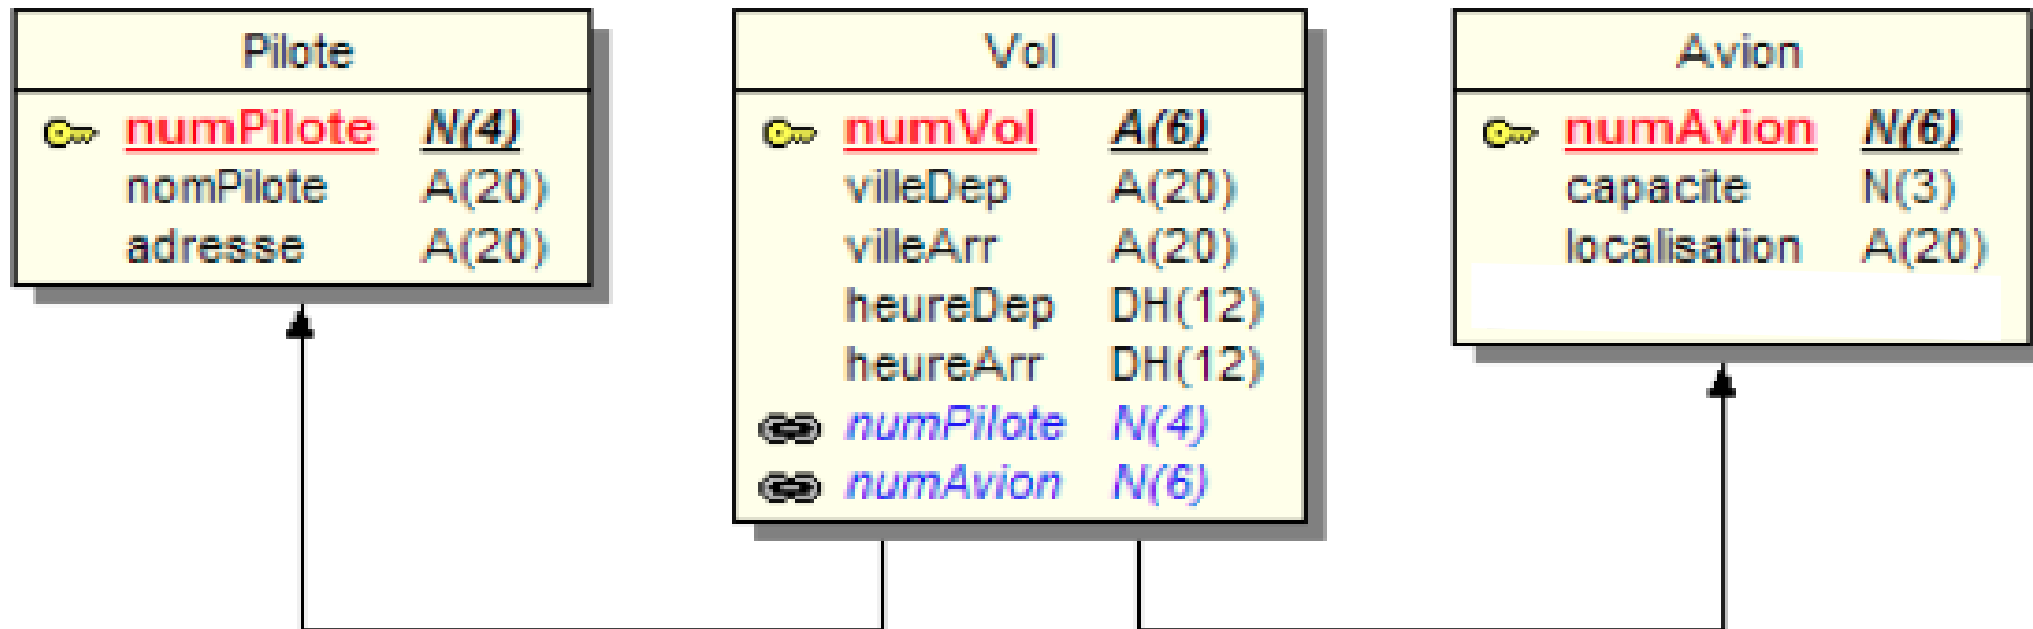 Pilote
numPilote N(4)
nomPilote A(20)
adresse A(20)
Vol
numVol A(6)
villeDep A(20)
villeArr A(20)
heureDep DH(12)
heureArr DH(12)
numPilote N(4)
numAvion N(6)
Avion
numAvion N(6)
capacite N(3)
localisation A(20)